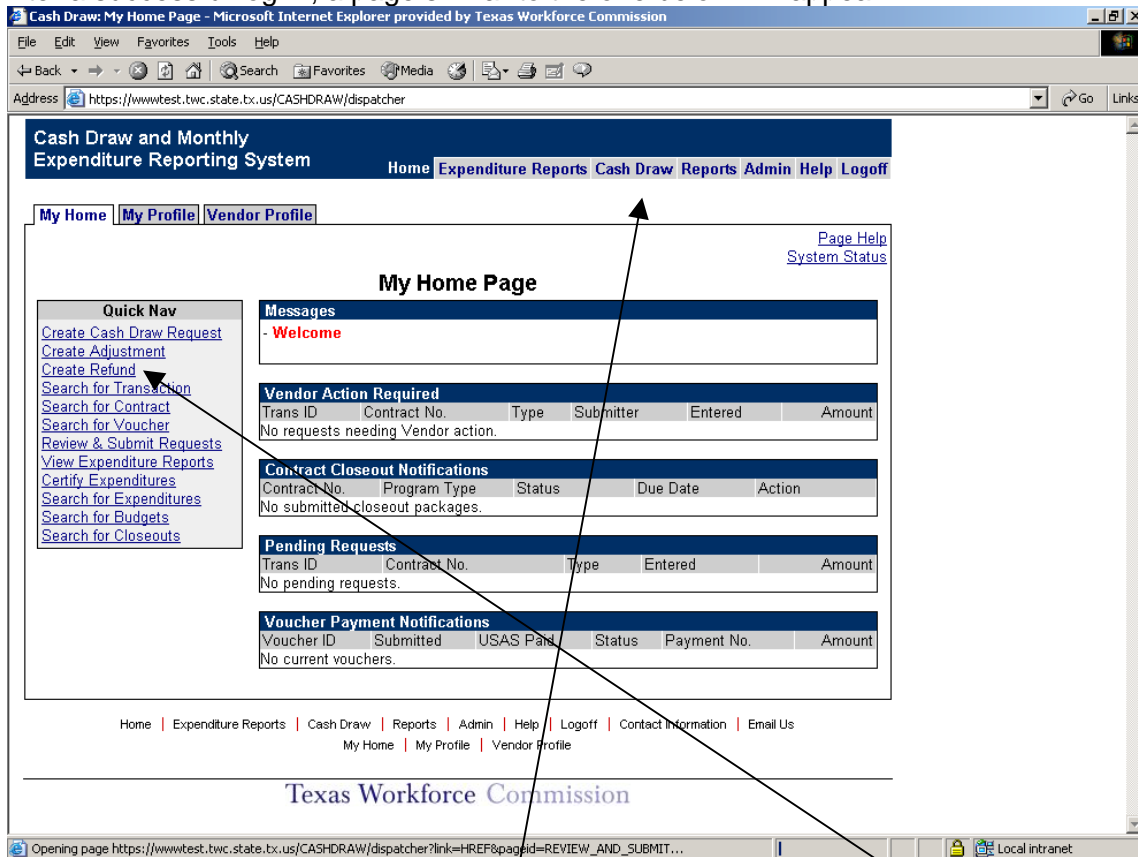 Cash Draw: My Home Page - Microsoft Internet Explorer provided by Texas Workforce Commission
File Edit View Favorites Tools Help
Back Search Favorites Media
Address https://wwwtest.twc.state.tx.us/CASHDRAW/dispatcher Go Links
Cash Draw and Monthly
Expenditure Reporting System
Home Expenditure Reports Cash Draw Reports Admin Help Logoff
My Home My Profile Vendor Profile
Page Help
System Status
My Home Page
Quick Nav
Create Cash Draw Request
Create Adjustment
Create Refund
Search for Transaction
Search for Contract
Search for Voucher
Review & Submit Requests
View Expenditure Reports
Certify Expenditures
Search for Expenditures
Search for Budgets
Search for Closeouts
Messages
- Welcome
Vendor Action Required
Trans ID Contract No. Type Submitter Entered Amount
No requests needing Vendor action.
Contract Closeout Notifications
Contract No. Program Type Status Due Date Action
No submitted closeout packages.
Pending Requests
Trans ID Contract No. Type Entered Amount
No pending requests.
Voucher Payment Notifications
Voucher ID Submitted USAS Paid Status Payment No. Amount
No current vouchers.
Home | Expenditure Reports | Cash Draw | Reports | Admin | Help | Logoff | Contact Information | Email Us
My Home | My Profile | Vendor Profile
Texas Workforce Commission
Opening page https://wwwtest.twc.state.tx.us/CASHDRAW/dispatcher?link=HREF&pageid=REVIEW_AND_SUBMIT... Local intranet